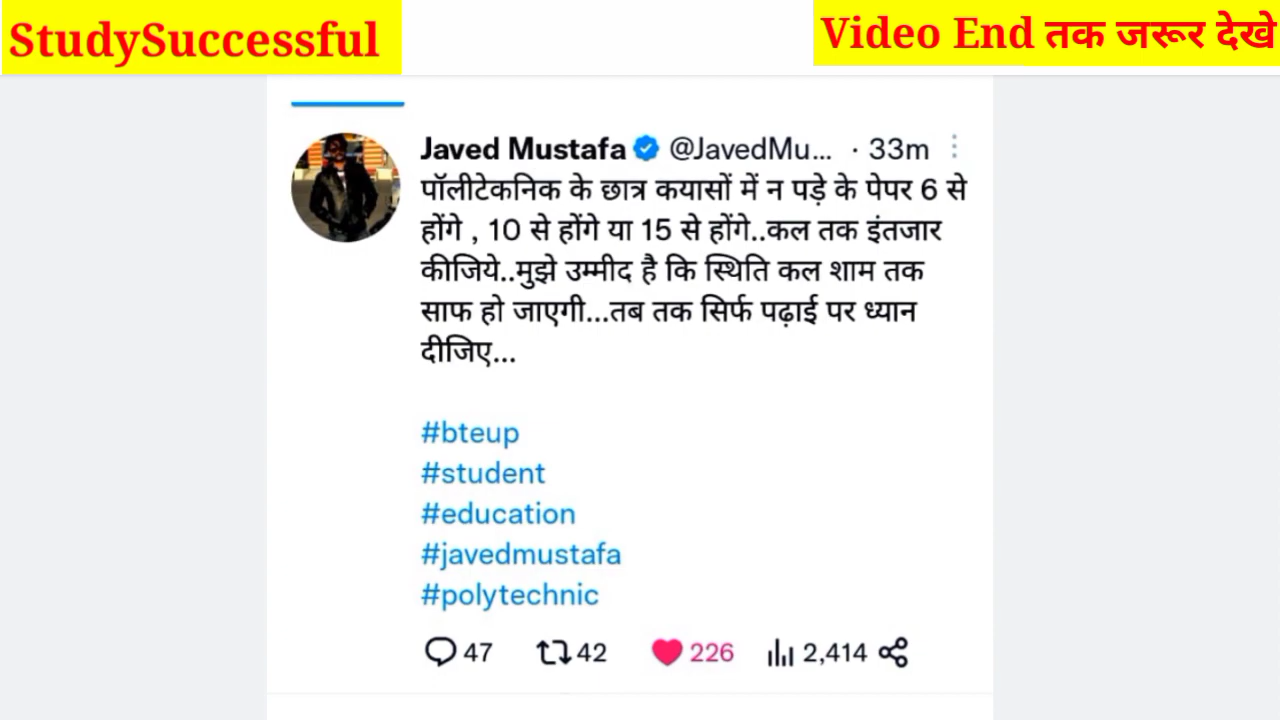 StudySuccessful
Video End तक जरूर देखे
Javed Mustafa @JavedMu... · 33m
पॉलीटेकनिक के छात्र कयासों में न पड़े के पेपर 6 से
होंगे , 10 से होंगे या 15 से होंगे..कल तक इंतजार
कीजिये..मुझे उम्मीद है कि स्थिति कल शाम तक
साफ हो जाएगी...तब तक सिर्फ पढ़ाई पर ध्यान
दीजिए...
#bteup
#student
#education
#javedmustafa
#polytechnic
47 42 226 2,414